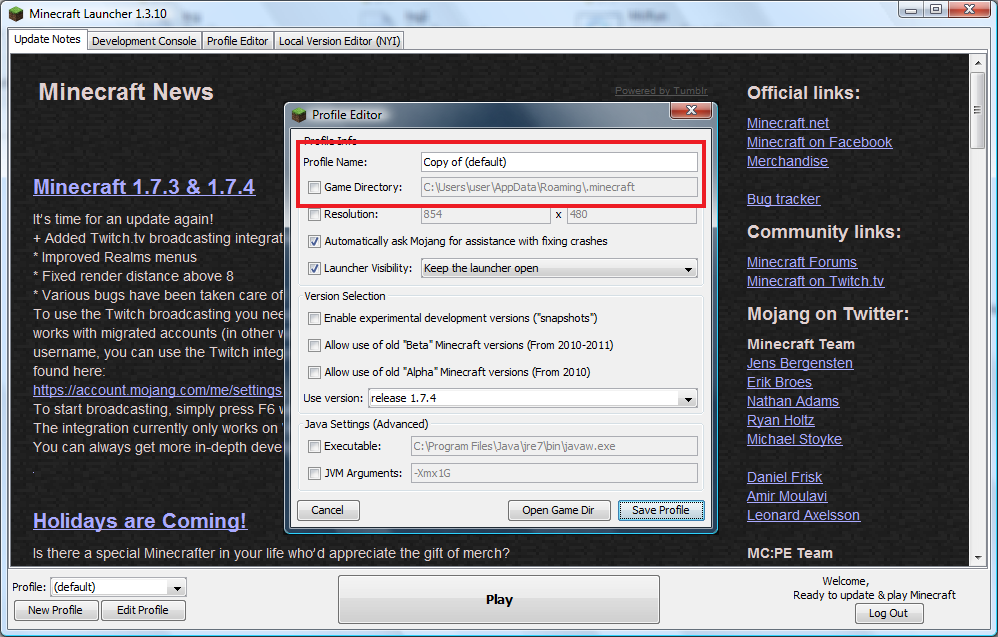 Minecraft Launcher 1.3.10
Update Notes
Development Console
Profile Editor
Local Version Editor (NYI)
Minecraft News
Powered by Tumblr
Minecraft 1.7.3 & 1.7.4
It's time for an update again!
+ Added Twitch.tv broadcasting integrat
* Improved Realms menus
* Fixed render distance above 8
* Various bugs have been taken care of
To use the Twitch broadcasting you nee
works with migrated accounts (in other w
username, you can use the Twitch integ
found here:
https://account.mojang.com/me/settings
To start broadcasting, simply press F6 w
The integration currently only works on
You can always get more in-depth deve
Holidays are Coming!
Is there a special Minecrafter in your life who'd appreciate the gift of merch?
Official links:
Minecraft.net
Minecraft on Facebook
Merchandise
Bug tracker
Community links:
Minecraft Forums
Minecraft on Twitch.tv
Mojang on Twitter:
Minecraft Team
Jens Bergensten
Erik Broes
Nathan Adams
Ryan Holtz
Michael Stoyke
Daniel Frisk
Amir Moulavi
Leonard Axelsson
MC:PE Team
Profile Editor
Profile Info
Profile Name: Copy of (default)
Game Directory: C:\Users\user\AppData\Roaming\.minecraft
Resolution: 854 x 480
Automatically ask Mojang for assistance with fixing crashes
Launcher Visibility: Keep the launcher open
Version Selection
Enable experimental development versions ("snapshots")
Allow use of old "Beta" Minecraft versions (From 2010-2011)
Allow use of old "Alpha" Minecraft versions (From 2010)
Use version: release 1.7.4
Java Settings (Advanced)
Executable: C:\Program Files\Java\jre7\bin\javaw.exe
JVM Arguments: -Xmx1G
Cancel
Open Game Dir
Save Profile
Profile: (default)
New Profile
Edit Profile
Play
Welcome,
Ready to update & play Minecraft
Log Out